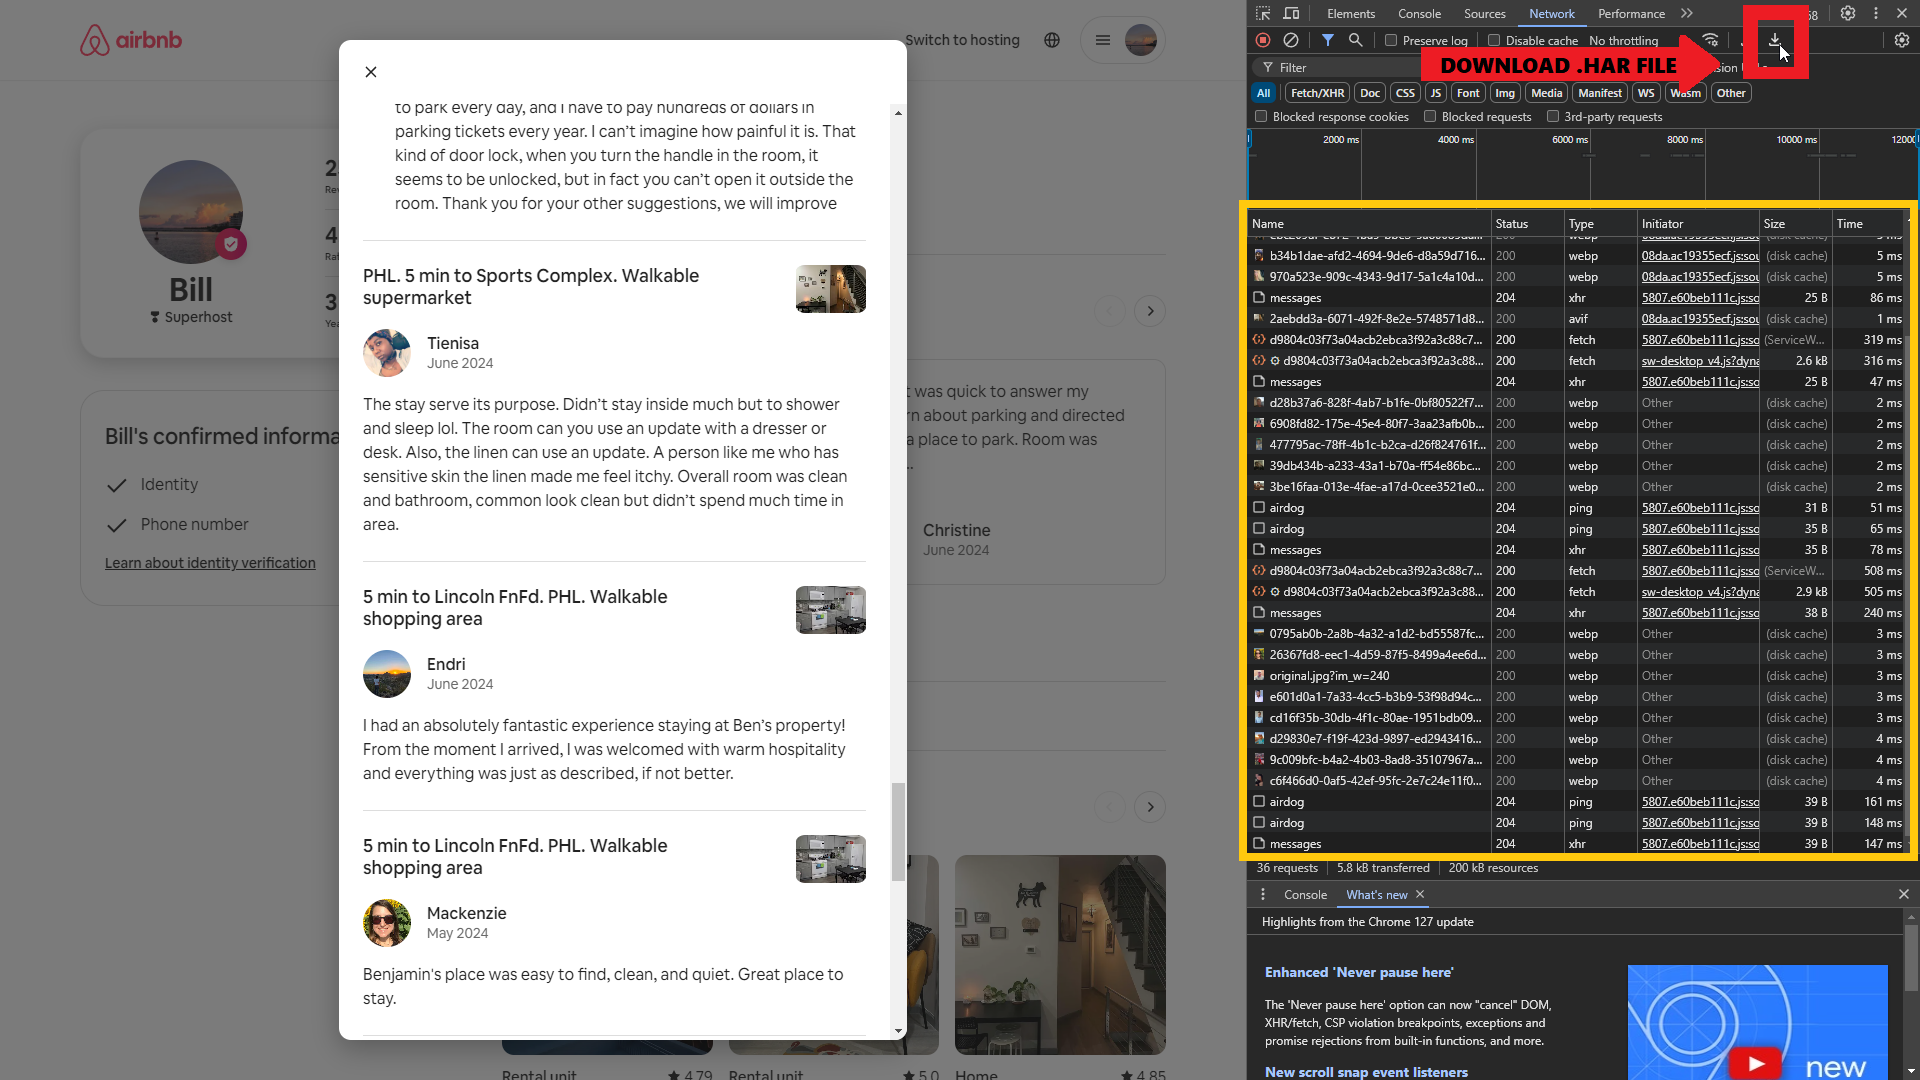 airbnb
Switch to hosting
Bill
Superhost
Bill's confirmed informa
Identity
Phone number
Learn about identity verification
to park every day, and I have to pay hundreds of dollars in
parking tickets every year. I can't imagine how painful it is. That
kind of door lock, when you turn the handle in the room, it
seems to be unlocked, but in fact you can't open it outside the
room. Thank you for your other suggestions, we will improve
PHL. 5 min to Sports Complex. Walkable
supermarket
Tienisa
June 2024
The stay serve its purpose. Didn't stay inside much but to shower
and sleep lol. The room can you use an update with a dresser or
desk. Also, the linen can use an update. A person like me who has
sensitive skin the linen made me feel itchy. Overall room was clean
and bathroom, common look clean but didn't spend much time in
area.
5 min to Lincoln FnFd. PHL. Walkable
shopping area
Endri
June 2024
I had an absolutely fantastic experience staying at Ben's property!
From the moment I arrived, I was welcomed with warm hospitality
and everything was just as described, if not better.
5 min to Lincoln FnFd. PHL. Walkable
shopping area
Mackenzie
May 2024
Benjamin's place was easy to find, clean, and quiet. Great place to
stay.
t was quick to answer my
rn about parking and directed
a place to park. Room was
Christine
June 2024
Rental unit ★ 4.79
Rental unit ★ 5.0
Home ★ 4.85
Elements Console Sources Network Performance
Preserve log Disable cache No throttling
Filter
DOWNLOAD .HAR FILE
All Fetch/XHR Doc CSS JS Font Img Media Manifest WS Wasm Other
Blocked response cookies Blocked requests 3rd-party requests
2000 ms 4000 ms 6000 ms 8000 ms 10000 ms 12000
Name Status Type Initiator Size Time
b34b1dae-afd2-4694-9de6-d8a59d716... 200 webp 08da.ac19355ecf.js:sou (disk cache) 5 ms
970a523e-909c-4343-9d17-5a1c4a10d... 200 webp 08da.ac19355ecf.js:sou (disk cache) 5 ms
messages 204 xhr 5807.e60beb111c.js:so 25 B 86 ms
2aebdd3a-6071-492f-8e2e-5748571d8... 200 avif 08da.ac19355ecf.js:sou (disk cache) 1 ms
d9804c03f73a04acb2ebca3f92a3c88c7... 200 fetch 5807.e60beb111c.js:so (ServiceW... 319 ms
d9804c03f73a04acb2ebca3f92a3c88... 200 fetch sw-desktop_v4.js?dyna 2.6 kB 316 ms
messages 204 xhr 5807.e60beb111c.js:so 25 B 47 ms
d28b37a6-828f-4ab7-b1fe-0bf80522f7... 200 webp Other (disk cache) 2 ms
6908fd82-175e-45e4-80f7-3aa23afb0b... 200 webp Other (disk cache) 2 ms
477795ac-78ff-4b1c-b2ca-d26f824761f... 200 webp Other (disk cache) 2 ms
39db434b-a233-43a1-b70a-ff54e86bc... 200 webp Other (disk cache) 2 ms
3be16faa-013e-4fae-a17d-0cee3521e0... 200 webp Other (disk cache) 2 ms
airdog 204 ping 5807.e60beb111c.js:so 31 B 51 ms
airdog 204 ping 5807.e60beb111c.js:so 35 B 65 ms
messages 204 xhr 5807.e60beb111c.js:so 35 B 78 ms
d9804c03f73a04acb2ebca3f92a3c88c7... 200 fetch 5807.e60beb111c.js:so (ServiceW... 508 ms
d9804c03f73a04acb2ebca3f92a3c88... 200 fetch sw-desktop_v4.js?dyna 2.9 kB 505 ms
messages 204 xhr 5807.e60beb111c.js:so 38 B 240 ms
0795ab0b-2a8b-4a32-a1d2-bd55587fc... 200 webp Other (disk cache) 3 ms
26367fd8-eec1-4d59-87f5-8499a4ee6d... 200 webp Other (disk cache) 3 ms
original.jpg?im_w=240 200 webp Other (disk cache) 3 ms
e601d0a1-7a33-4cc5-b3b9-53f98d94c... 200 webp Other (disk cache) 3 ms
cd16f35b-30db-4f1c-80ae-1951bdb09... 200 webp Other (disk cache) 3 ms
d29830e7-f19f-423d-9897-ed2943416... 200 webp Other (disk cache) 4 ms
9c009bfc-b4a2-4b03-8ad8-35107967a... 200 webp Other (disk cache) 4 ms
c6f466d0-0af5-42ef-95fc-2e7c24e11f0... 200 webp Other (disk cache) 4 ms
airdog 204 ping 5807.e60beb111c.js:so 39 B 161 ms
airdog 204 ping 5807.e60beb111c.js:so 39 B 148 ms
messages 204 xhr 5807.e60beb111c.js:so 39 B 147 ms
36 requests 5.8 kB transferred 200 kB resources
Console What's new
Highlights from the Chrome 127 update
Enhanced 'Never pause here'
The 'Never pause here' option can now "cancel" DOM,
XHR/fetch, CSP violation breakpoints, exceptions and
promise rejections from built-in functions, and more.
New scroll snap event listeners
new